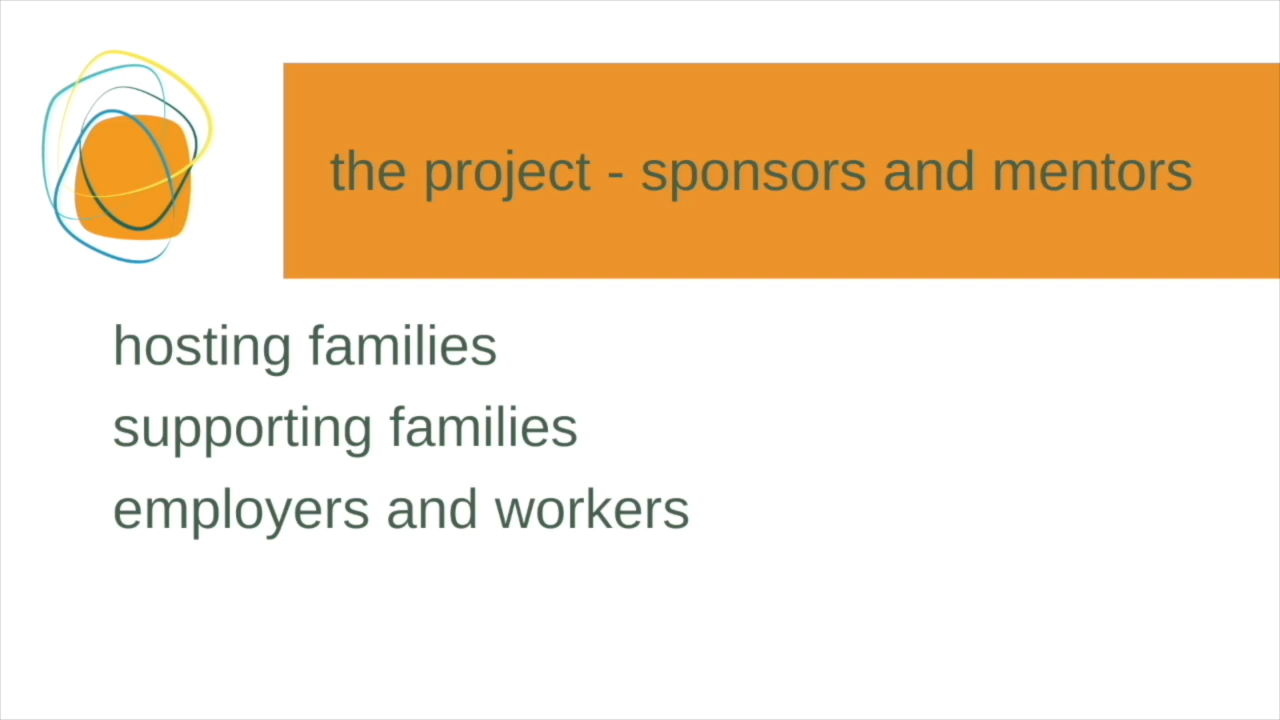 the project - sponsors and mentors
hosting families
supporting families
employers and workers